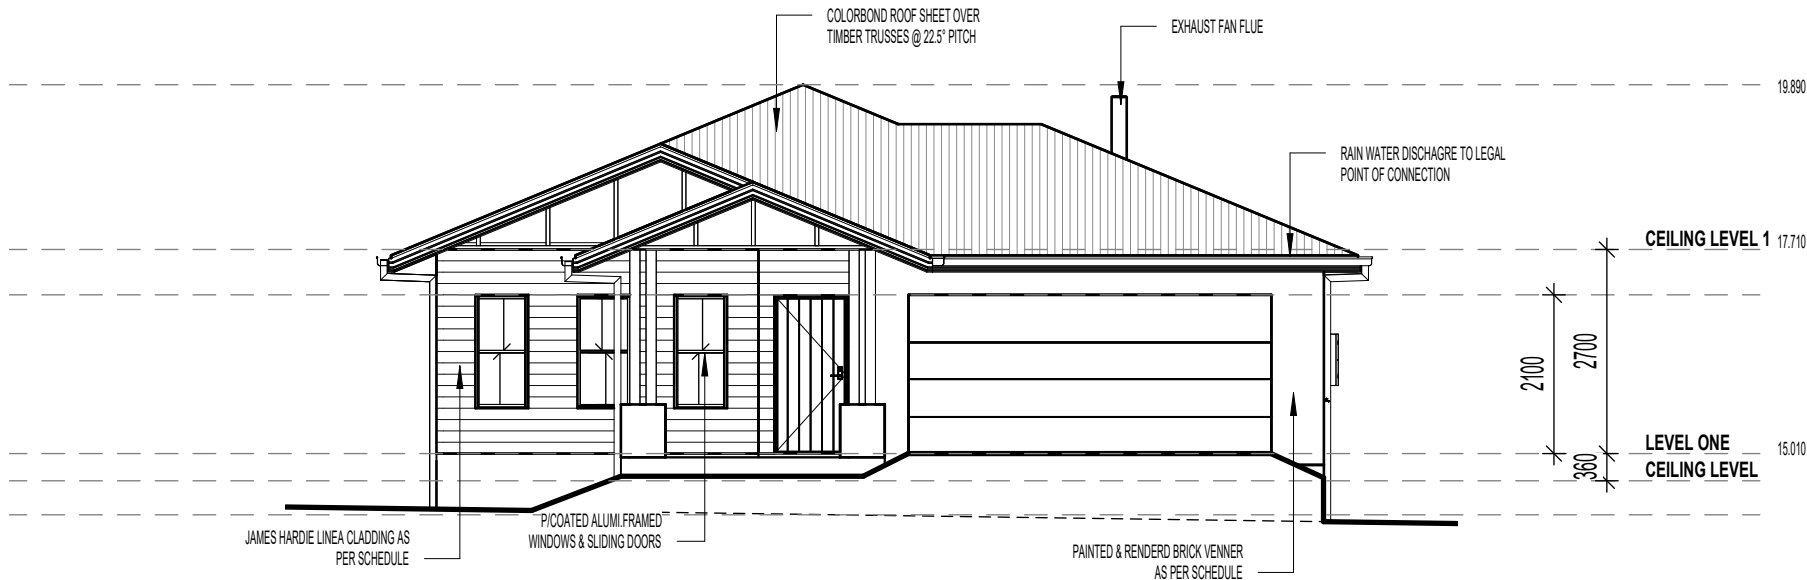 COLORBOND ROOF SHEET OVER
TIMBER TRUSSES @ 22.5° PITCH
EXHAUST FAN FLUE
19.890
RAIN WATER DISCHAGRE TO LEGAL
POINT OF CONNECTION
CEILING LEVEL 1 17.710
2100
2700
LEVEL ONE 15.010
360
CEILING LEVEL
JAMES HARDIE LINEA CLADDING AS
PER SCHEDULE
P/COATED ALUMI.FRAMED
WINDOWS & SLIDING DOORS
PAINTED & RENDERD BRICK VENNER
AS PER SCHEDULE